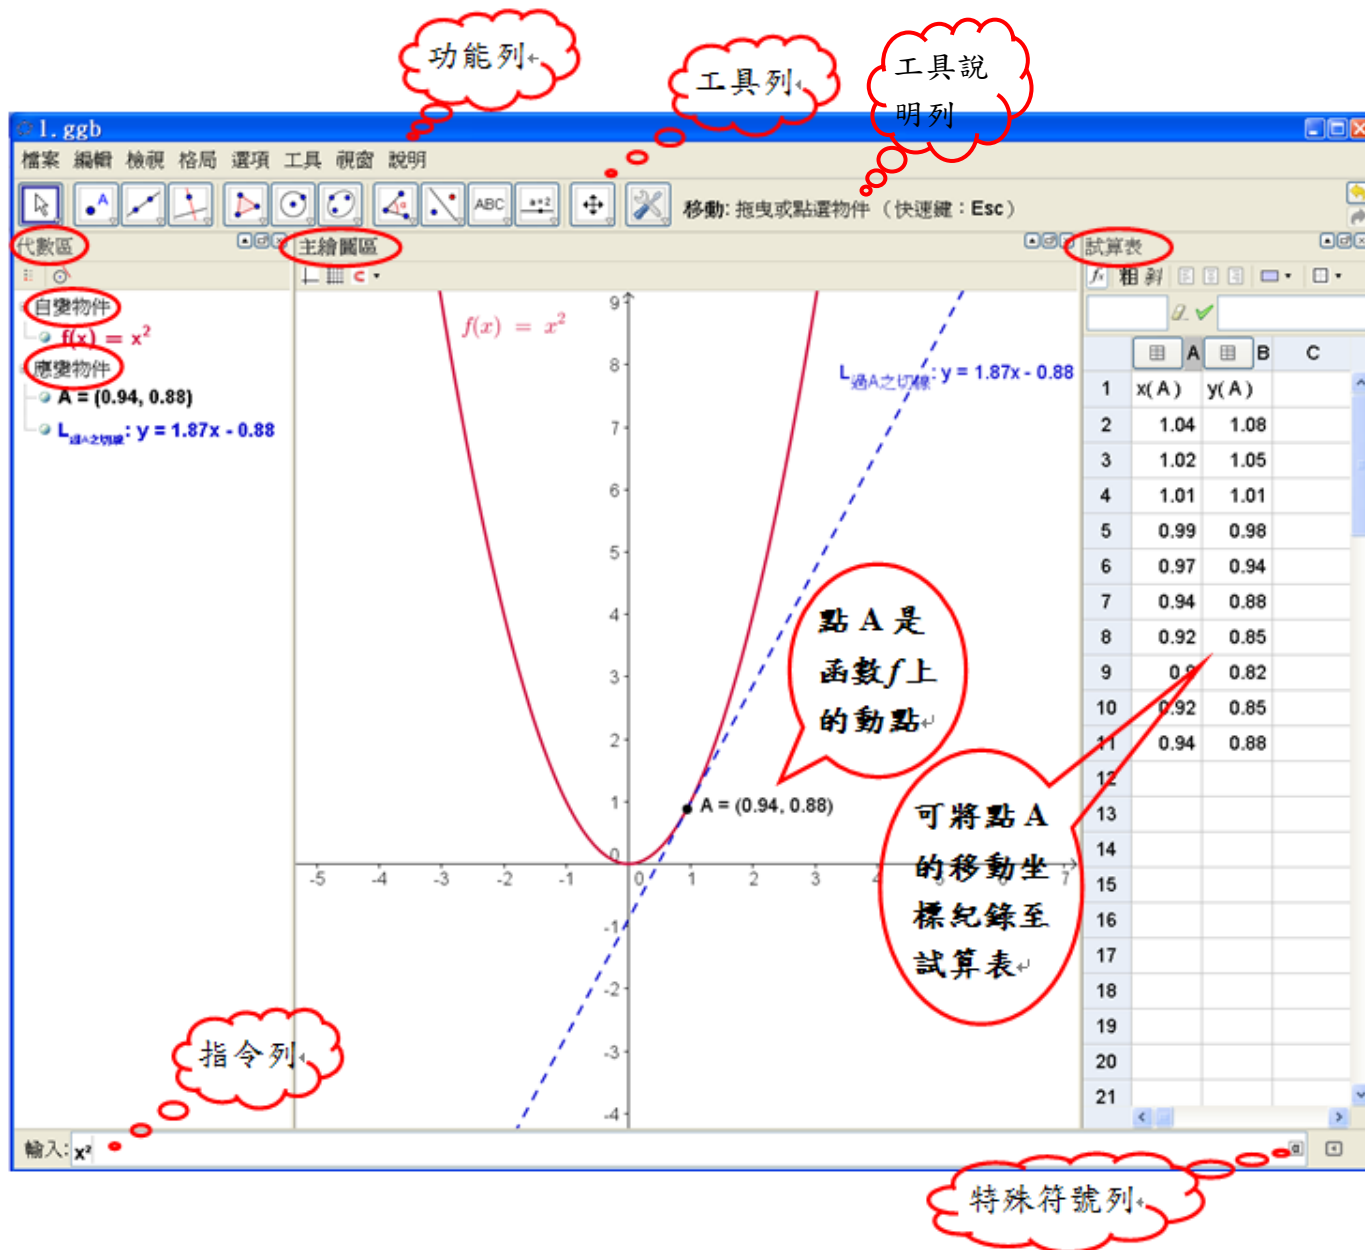 功能列
工具列
工具說
明列
1.ggb
檔案 編輯 檢視 格局 選項 工具 視窗 說明
A ABC a=2 移動: 拖曳或點選物件 (快速鍵：Esc)
代數區
主繪圖區
試算表
自變物件
f(x) = x²
應變物件
A = (0.94, 0.88)
L過A之切線: y = 1.87x - 0.88
f(x) = x²
L過A之切線: y = 1.87x - 0.88
9
8
7
6
5
4
3
2
1
0
-1
-2
-3
-4
-5 -4 -3 -2 -1 0 1 2 3 4 5 6 7
A = (0.94, 0.88)
點 A 是
函數f上
的動點
可將點 A
的移動坐
標紀錄至
試算表
fx 粗 斜
A B C
1 x(A) y(A)
2 1.04 1.08
3 1.02 1.05
4 1.01 1.01
5 0.99 0.98
6 0.97 0.94
7 0.94 0.88
8 0.92 0.85
9 0.9 0.82
10 0.92 0.85
11 0.94 0.88
12
13
14
15
16
17
18
19
20
21
指令列
輸入: x²
α
特殊符號列